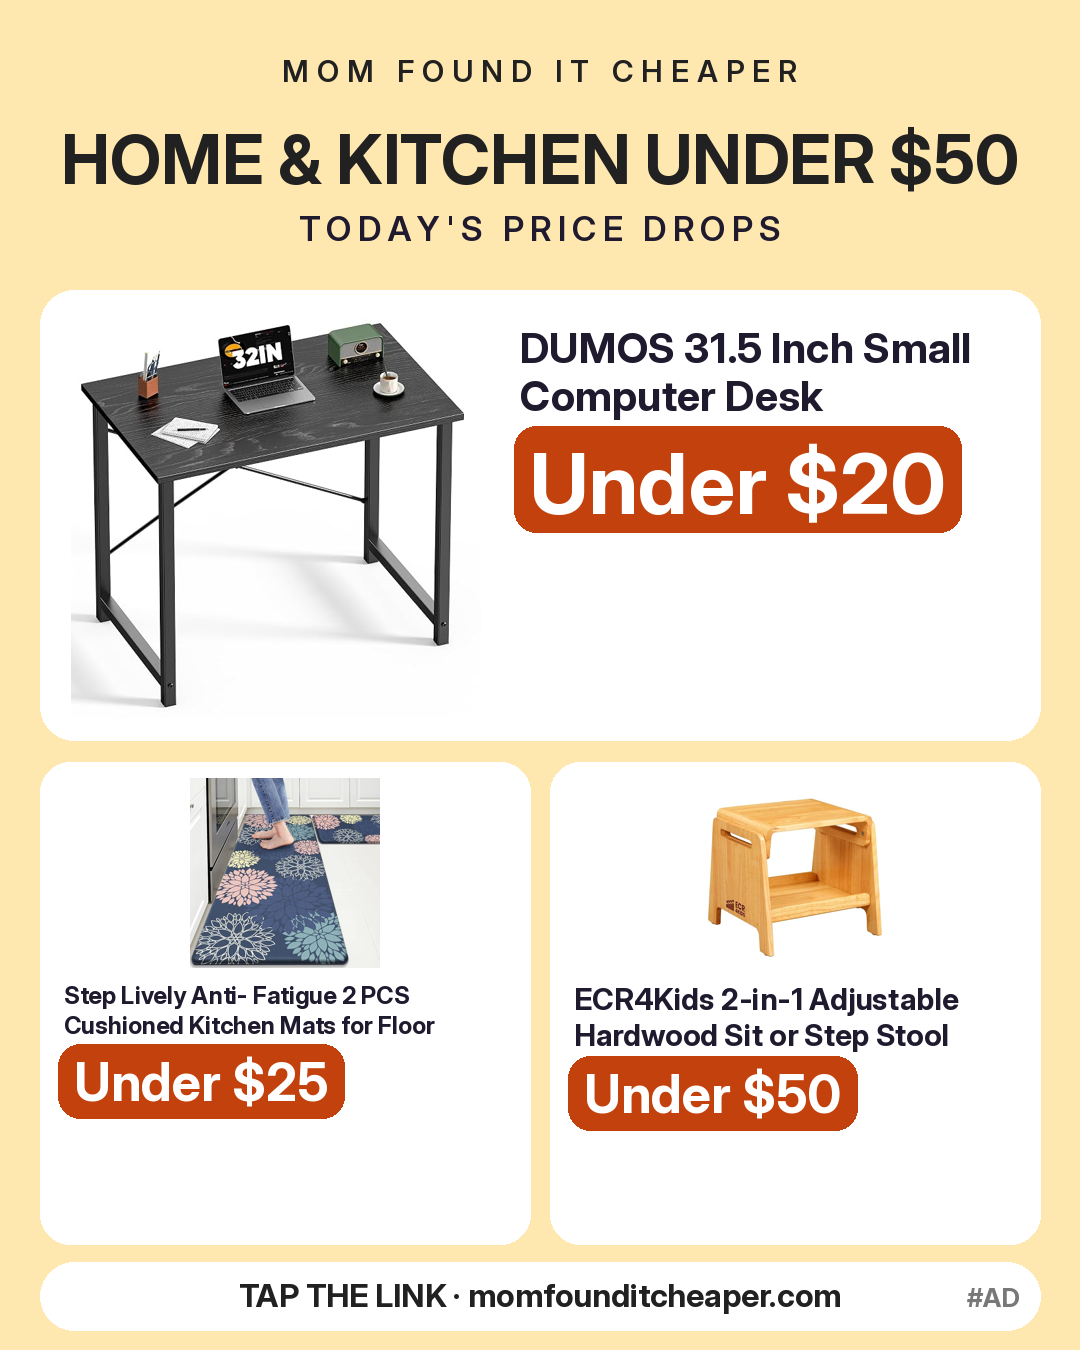 MOM FOUND IT CHEAPER
HOME & KITCHEN UNDER $50
TODAY'S PRICE DROPS
32IN
DUMOS 31.5 Inch Small
Computer Desk
Under $20
Step Lively Anti- Fatigue 2 PCS
Cushioned Kitchen Mats for Floor
Under $25
ECR
4KIDS
ECR4Kids 2-in-1 Adjustable
Hardwood Sit or Step Stool
Under $50
TAP THE LINK · momfounditcheaper.com
#AD